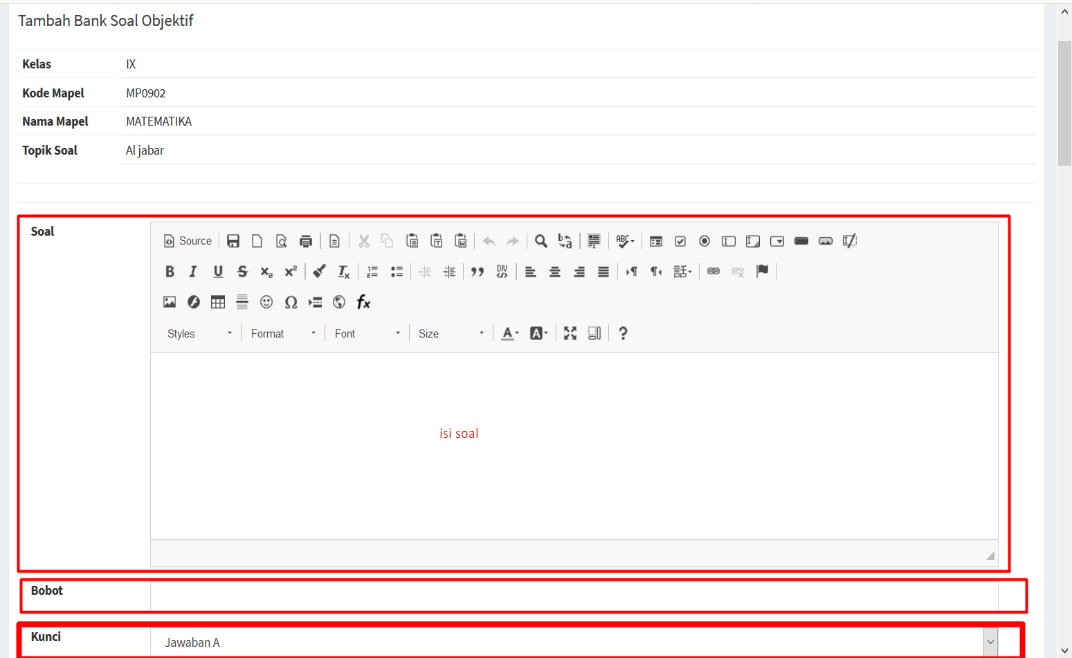 Tambah Bank Soal Objektif
Kelas IX
Kode Mapel MP0902
Nama Mapel MATEMATIKA
Topik Soal Al jabar
Soal
Source
Styles Format Font Size
isi soal
Bobot
Kunci Jawaban A